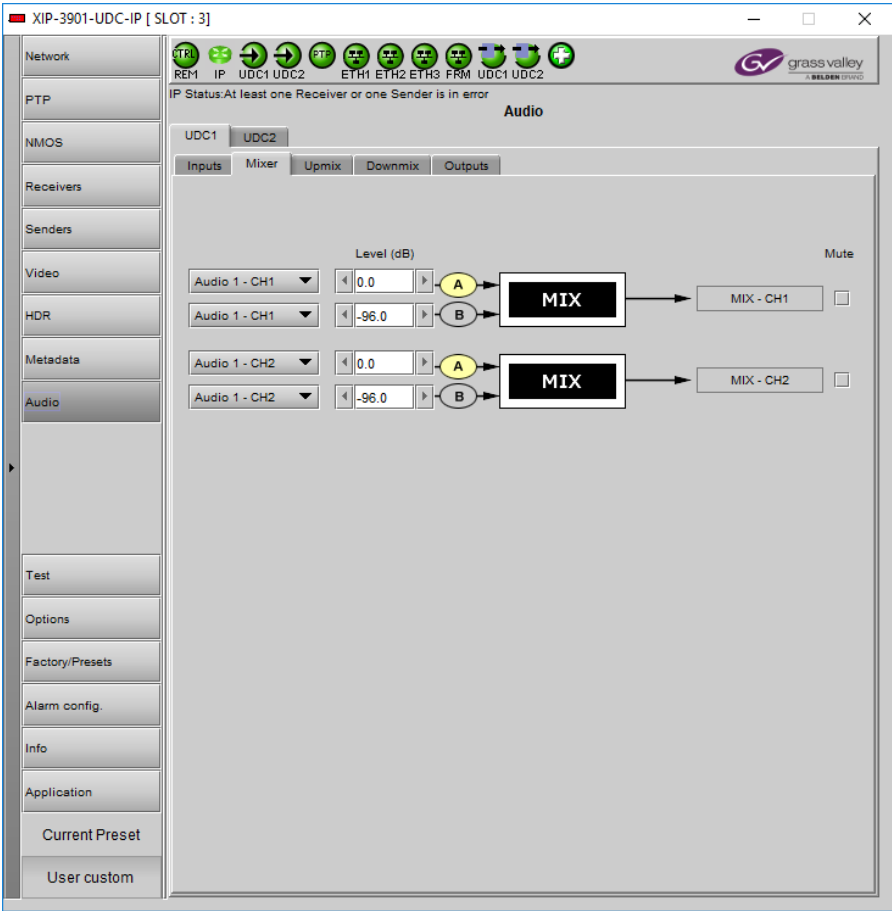 XIP-3901-UDC-IP [ SLOT : 3]
Network
PTP
NMOS
Receivers
Senders
Video
HDR
Metadata
Audio
Test
Options
Factory/Presets
Alarm config.
Info
Application
Current Preset
User custom
CTRL PTP
REM IP UDC1 UDC2 ETH1 ETH2 ETH3 FRM UDC1 UDC2
GV grass valley
A BELDEN BRAND
IP Status:At least one Receiver or one Sender is in error
Audio
UDC1 UDC2
Inputs Mixer Upmix Downmix Outputs
Level (dB) Mute
Audio 1 - CH1 0.0 A
MIX MIX - CH1
Audio 1 - CH1 -96.0 B
Audio 1 - CH2 0.0 A
MIX MIX - CH2
Audio 1 - CH2 -96.0 B